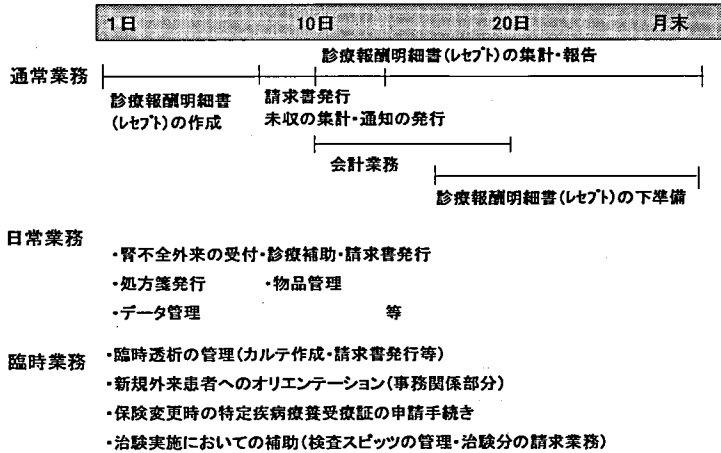 1日 10日 20日 月末
診療報酬明細書(レセプト)の集計・報告
通常業務
診療報酬明細書
(レセプト)の作成
請求書発行
未収の集計・通知の発行
会計業務
診療報酬明細書(レセプト)の下準備
日常業務
・腎不全外来の受付・診療補助・請求書発行
・処方箋発行 ・物品管理
・データ管理 等
臨時業務
・臨時透析の管理(カルテ作成・請求書発行等)
・新規外来患者へのオリエンテーション(事務関係部分)
・保険変更時の特定疾病療養受療証の申請手続き
・治験実施においての補助(検査スピッツの管理・治験分の請求業務)